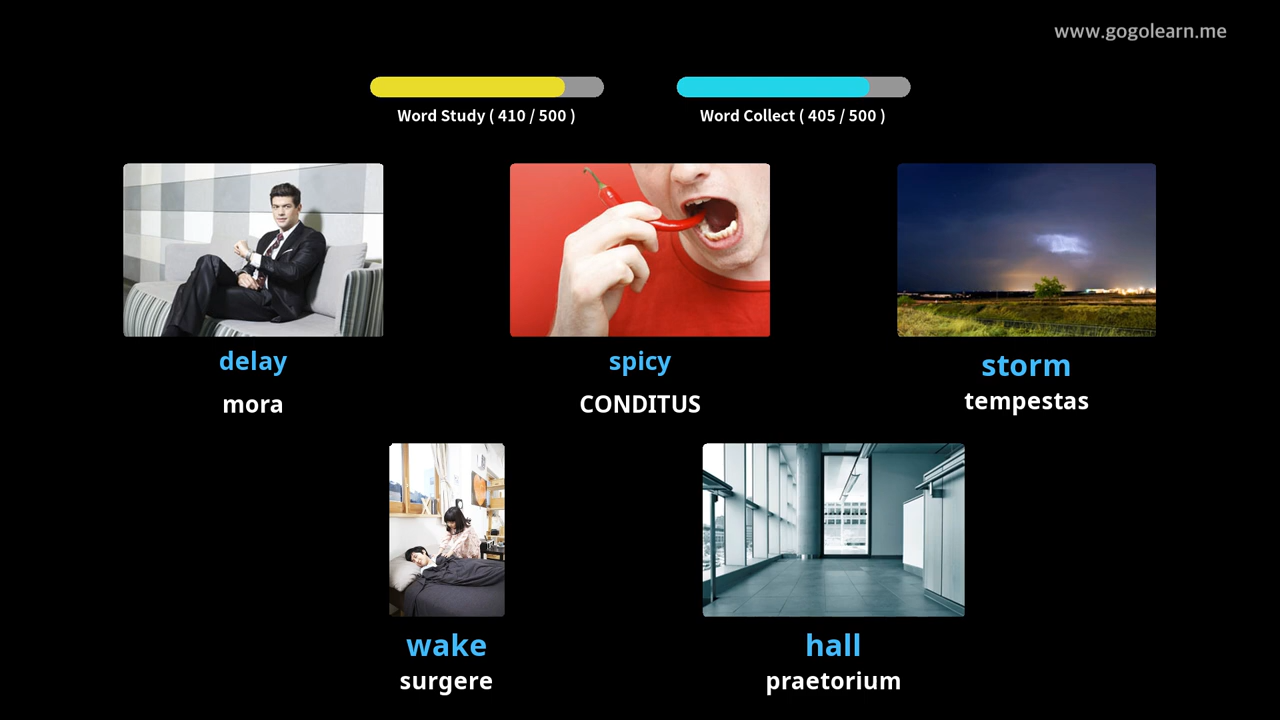 www.gogolearn.me
Word Study ( 410 / 500 )
Word Collect ( 405 / 500 )
delay
mora
spicy
CONDITUS
storm
tempestas
wake
surgere
hall
praetorium